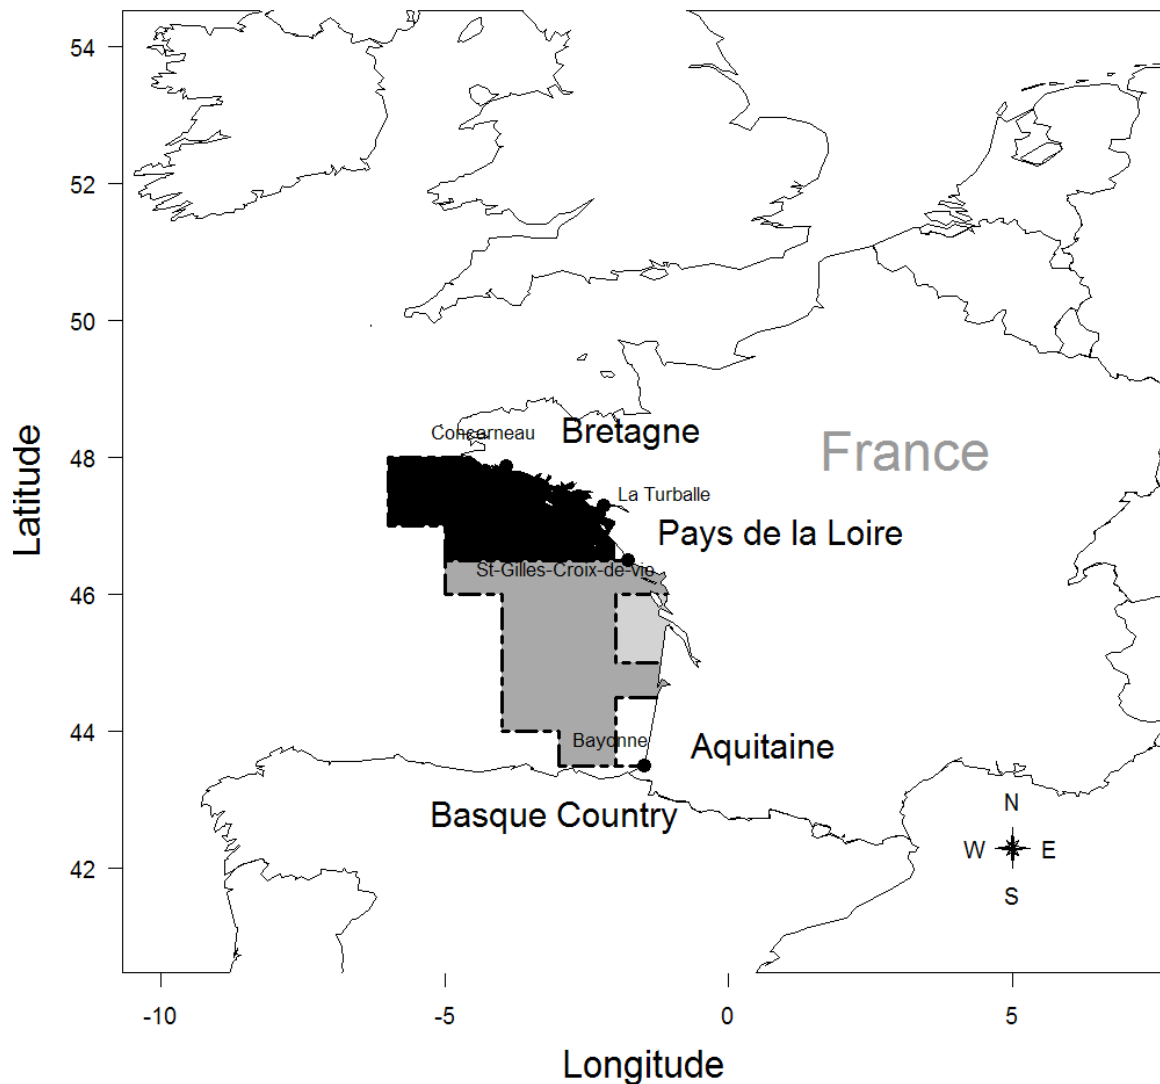 54
52
50
48
46
44
42
Latitude
Concarneau
Bretagne
France
La Turballe
Pays de la Loire
St-Gilles-Croix-de-vie
Bayonne
Aquitaine
Basque Country
N
W E
S
-10 -5 0 5
Longitude